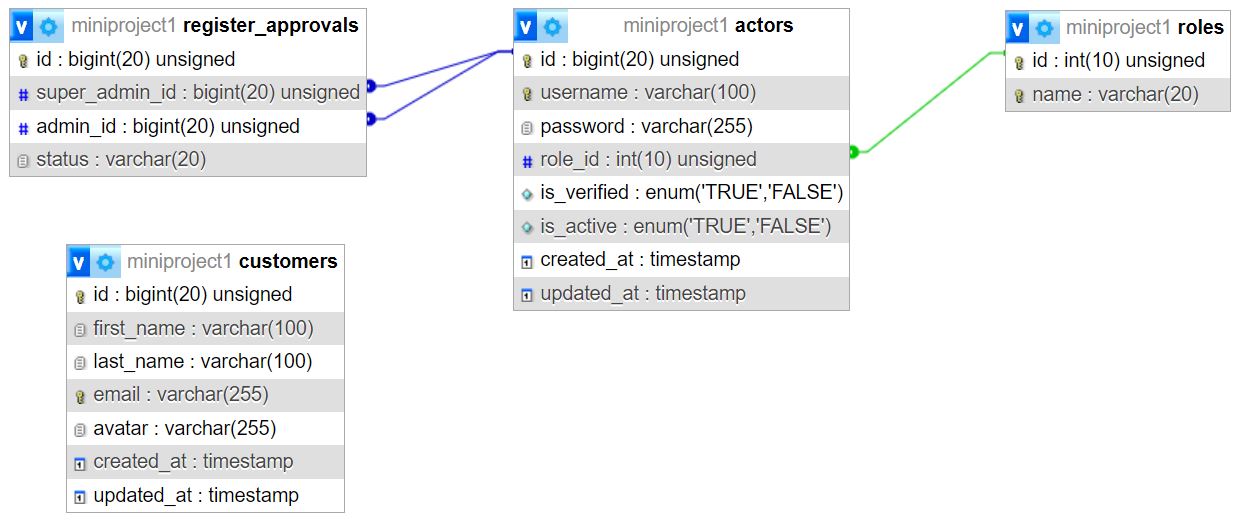 v miniproject1 register_approvals
id : bigint(20) unsigned
# super_admin_id : bigint(20) unsigned
# admin_id : bigint(20) unsigned
status : varchar(20)
v miniproject1 actors
id : bigint(20) unsigned
username : varchar(100)
password : varchar(255)
# role_id : int(10) unsigned
is_verified : enum('TRUE','FALSE')
is_active : enum('TRUE','FALSE')
created_at : timestamp
updated_at : timestamp
v miniproject1 roles
id : int(10) unsigned
name : varchar(20)
v miniproject1 customers
id : bigint(20) unsigned
first_name : varchar(100)
last_name : varchar(100)
email : varchar(255)
avatar : varchar(255)
created_at : timestamp
updated_at : timestamp